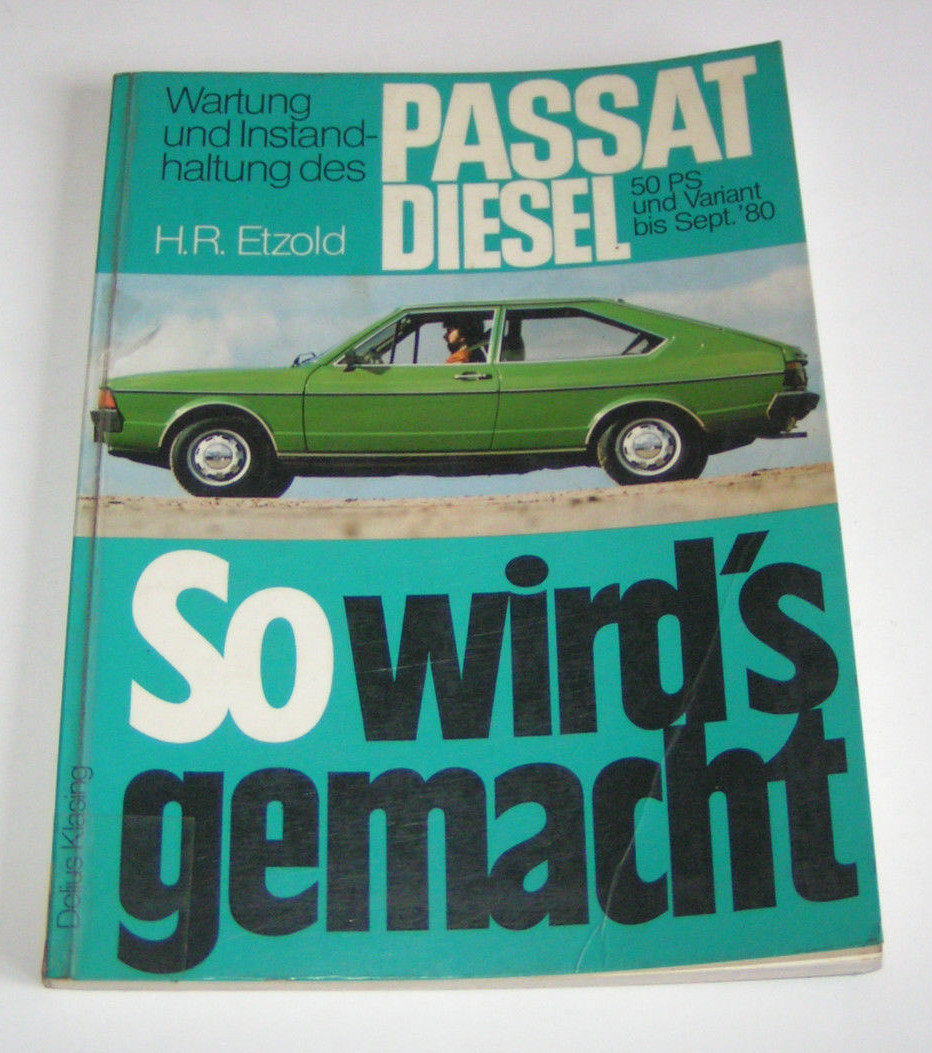 Wartung
und Instand-
haltung des
PASSAT
DIESEL
50 PS
und Variant
bis Sept. '80
H.R. Etzold
So wird's
gemacht
Delius Klasing